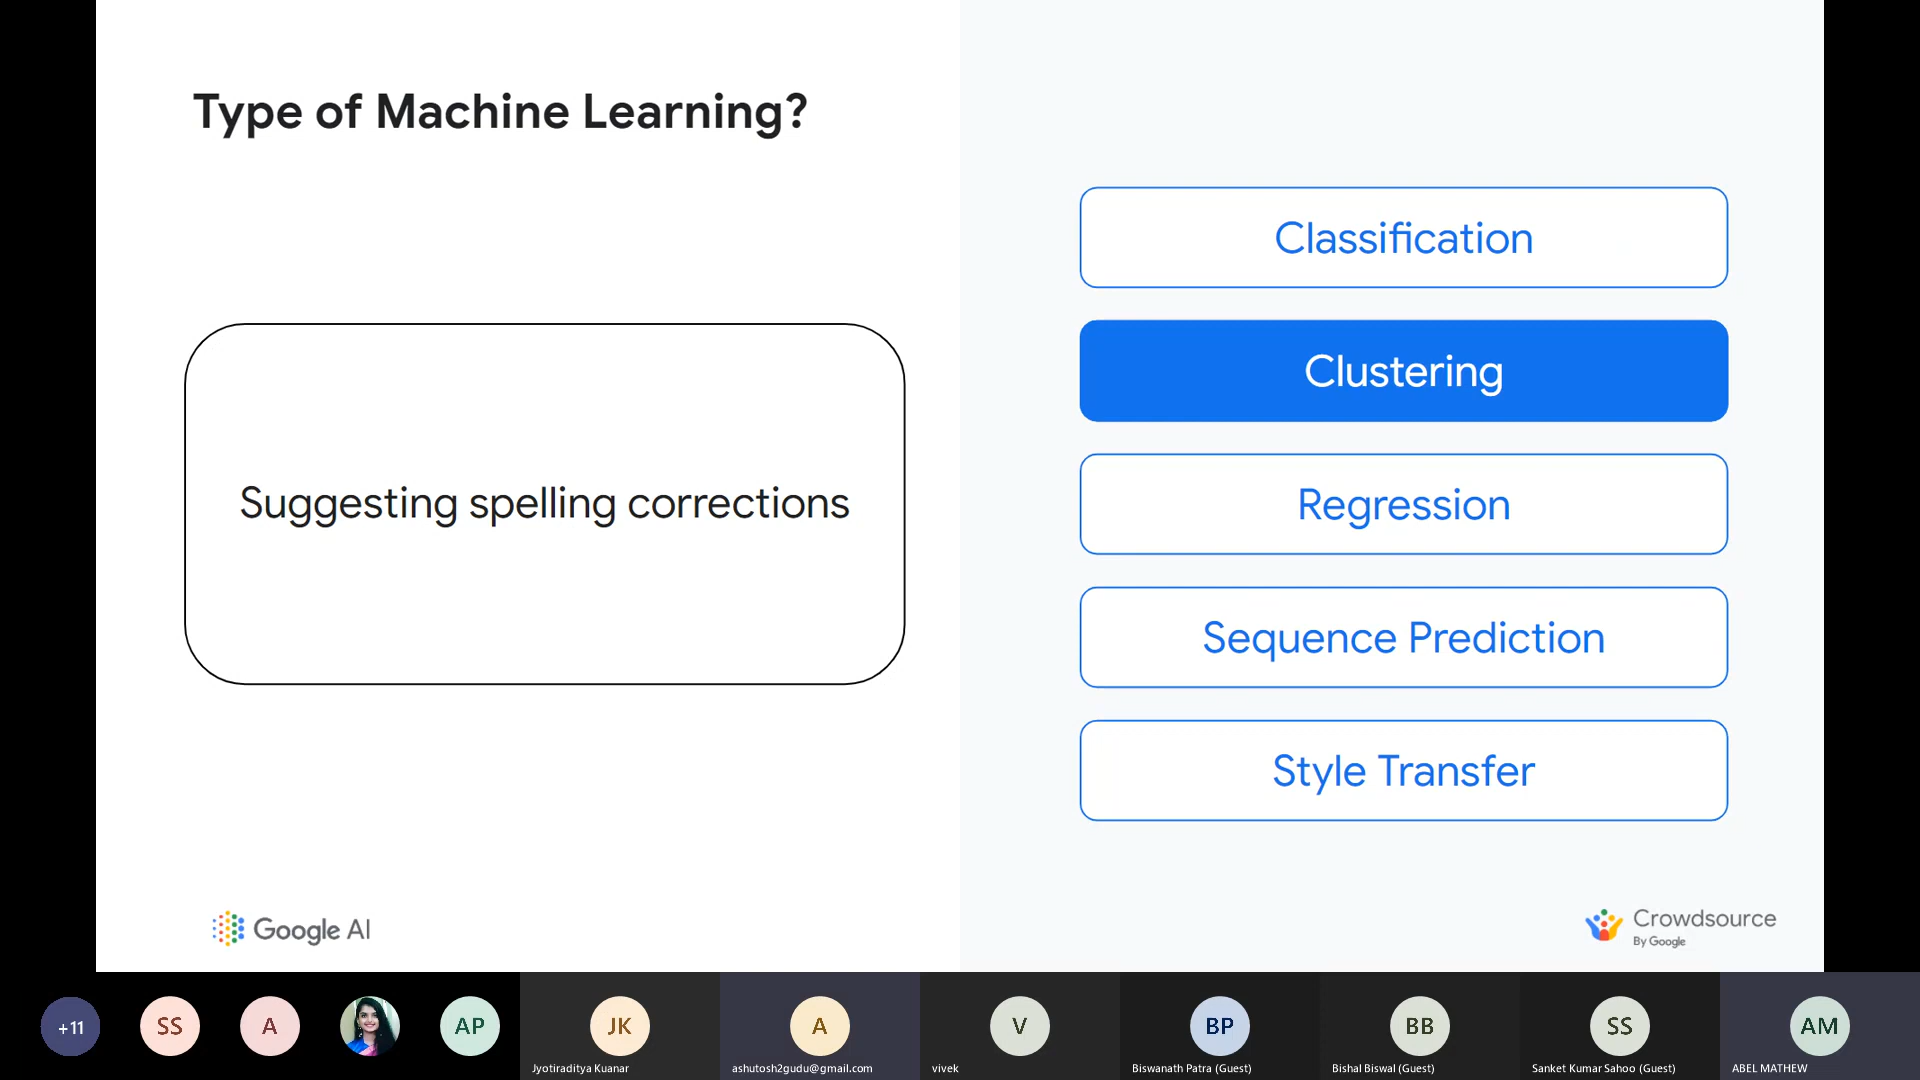 Type of Machine Learning?
Suggesting spelling corrections
Classification
Clustering
Regression
Sequence Prediction
Style Transfer
Google AI
Crowdsource
By Google
+11
SS
A
AP
JK
Jyotiraditya Kuanar
A
ashutosh2gudu@gmail.com
V
vivek
BP
Biswanath Patra (Guest)
BB
Bishal Biswal (Guest)
SS
Sanket Kumar Sahoo (Guest)
AM
ABEL MATHEW